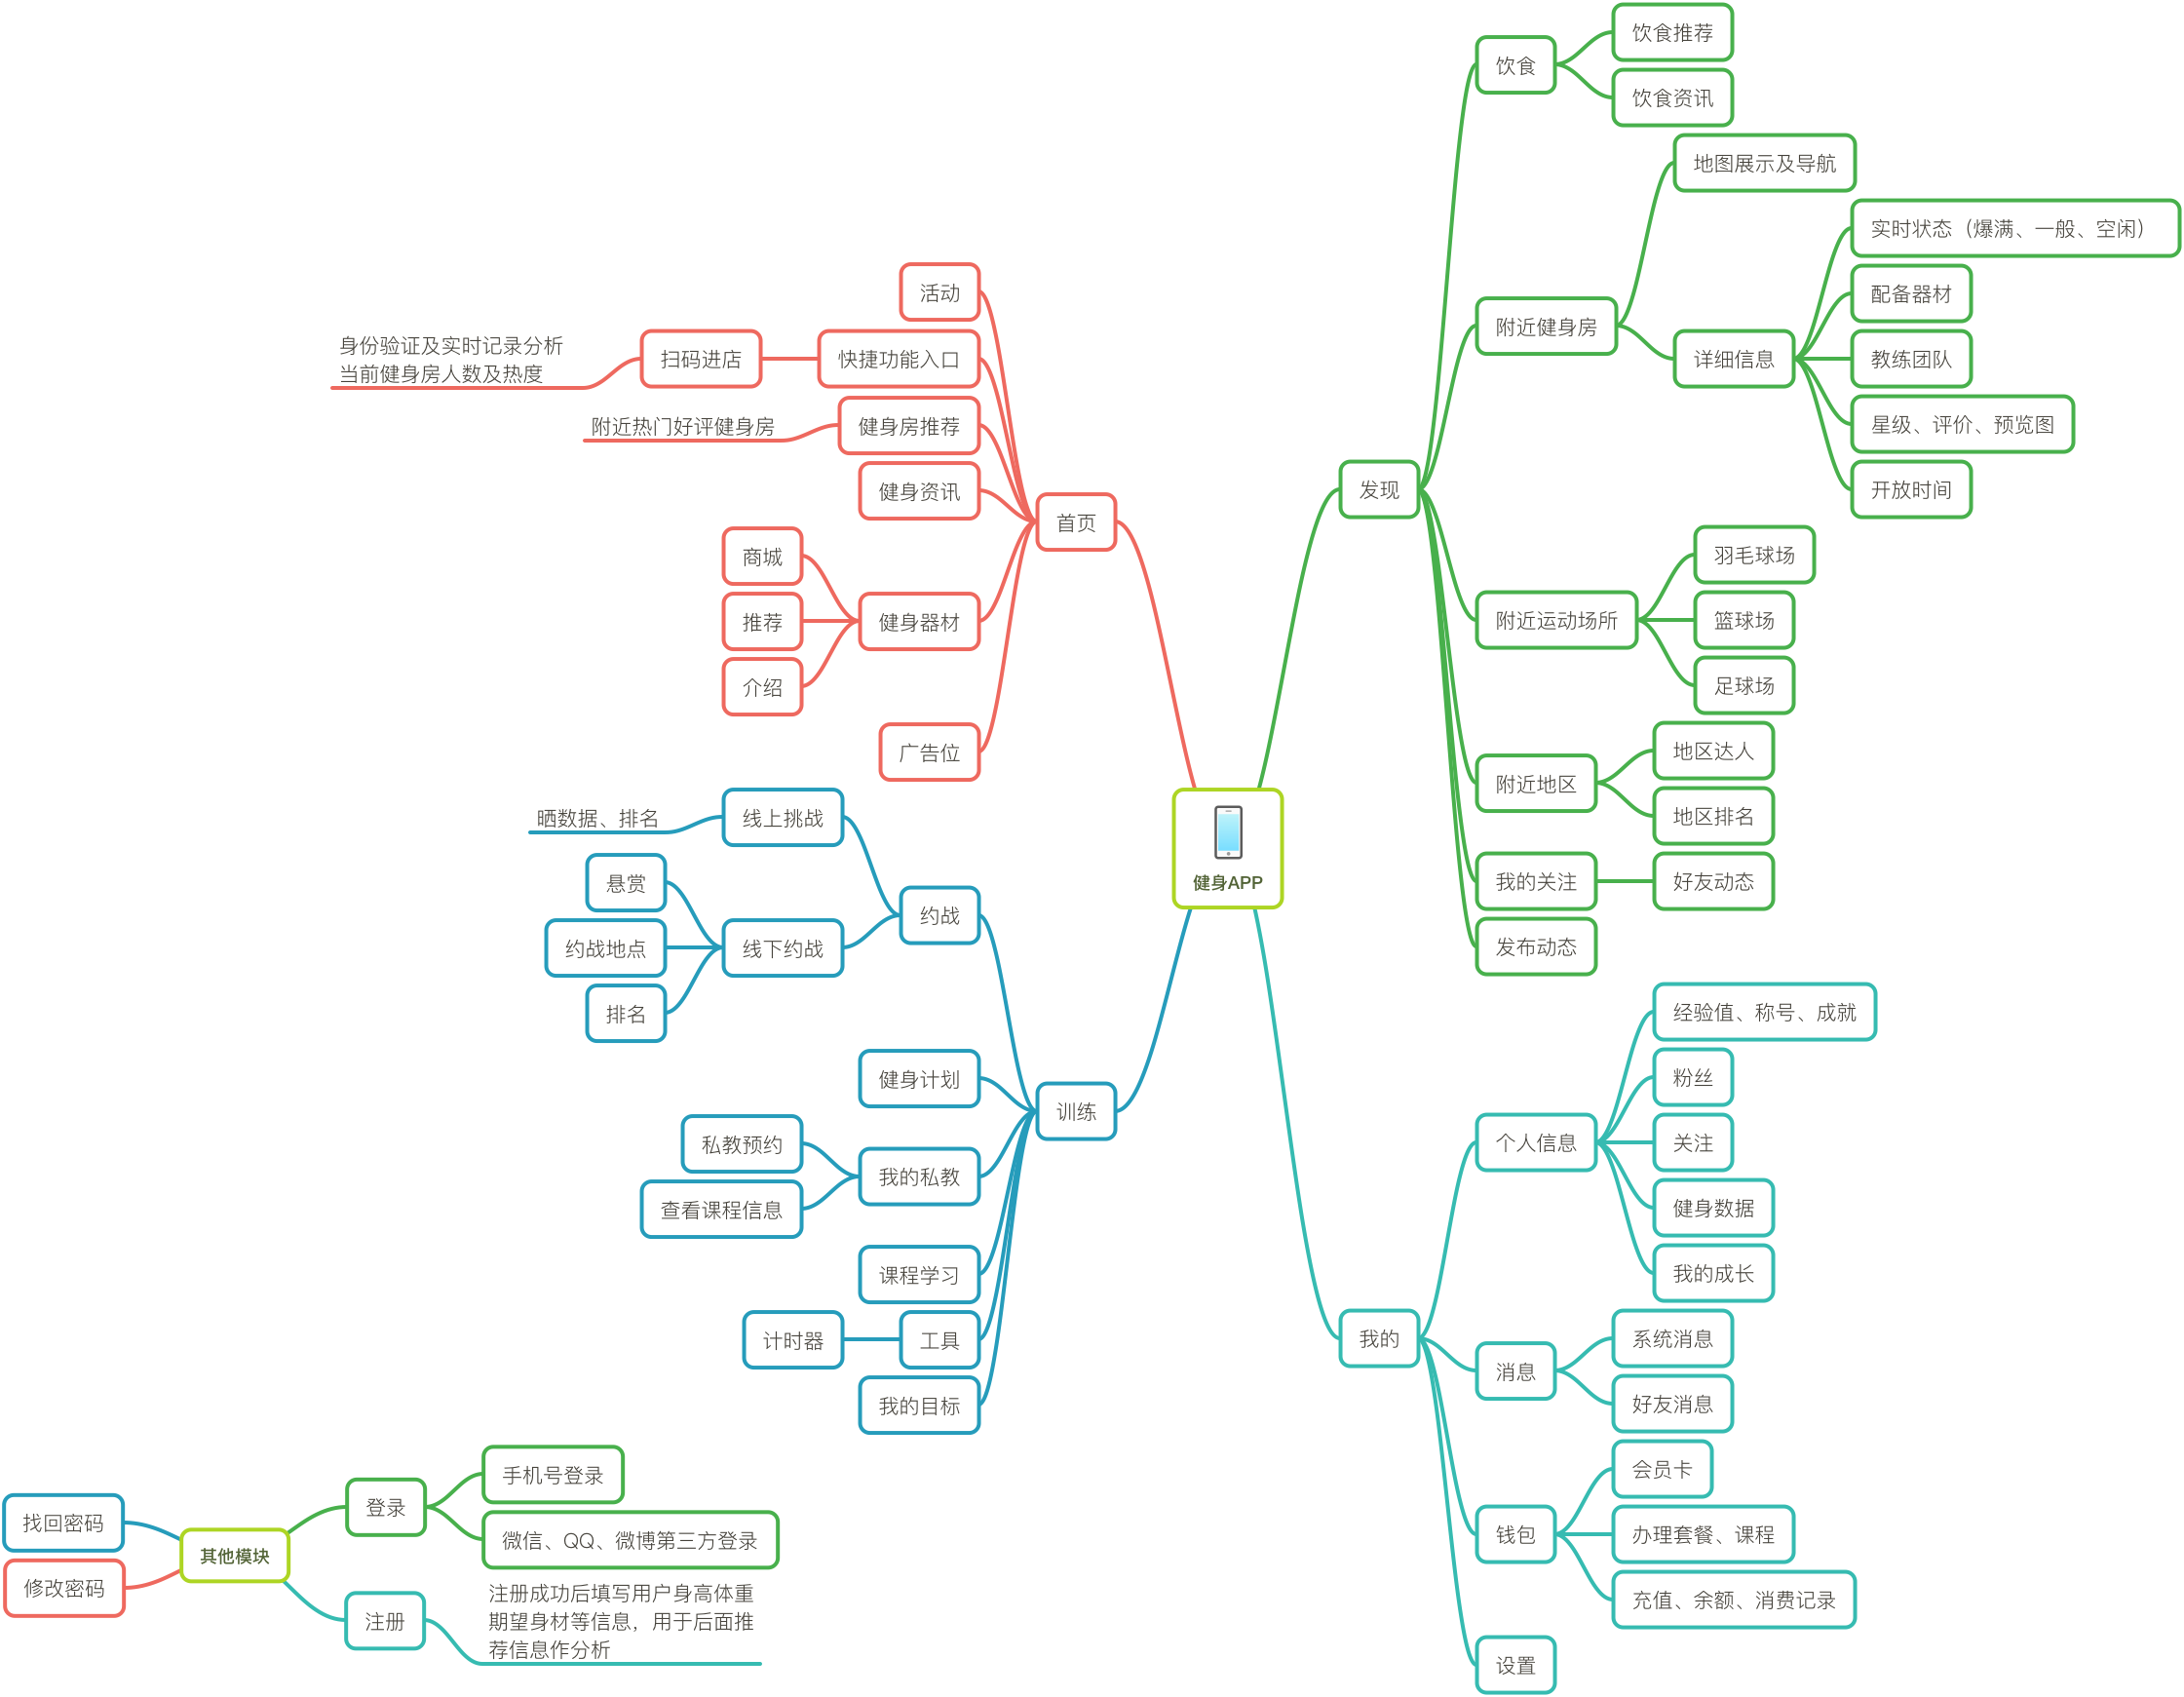 健身APP
首页
活动
快捷功能入口
扫码进店
身份验证及实时记录分析
当前健身房人数及热度
健身房推荐
附近热门好评健身房
健身资讯
健身器材
商城
推荐
介绍
广告位
训练
约战
线上挑战
晒数据、排名
线下约战
悬赏
约战地点
排名
健身计划
我的私教
私教预约
查看课程信息
课程学习
工具
计时器
我的目标
发现
饮食
饮食推荐
饮食资讯
附近健身房
地图展示及导航
详细信息
实时状态（爆满、一般、空闲）
配备器材
教练团队
星级、评价、预览图
开放时间
附近运动场所
羽毛球场
篮球场
足球场
附近地区
地区达人
地区排名
我的关注
好友动态
发布动态
我的
个人信息
经验值、称号、成就
粉丝
关注
健身数据
我的成长
消息
系统消息
好友消息
钱包
会员卡
办理套餐、课程
充值、余额、消费记录
设置
其他模块
找回密码
修改密码
登录
手机号登录
微信、QQ、微博第三方登录
注册
注册成功后填写用户身高体重
期望身材等信息，用于后面推
荐信息作分析